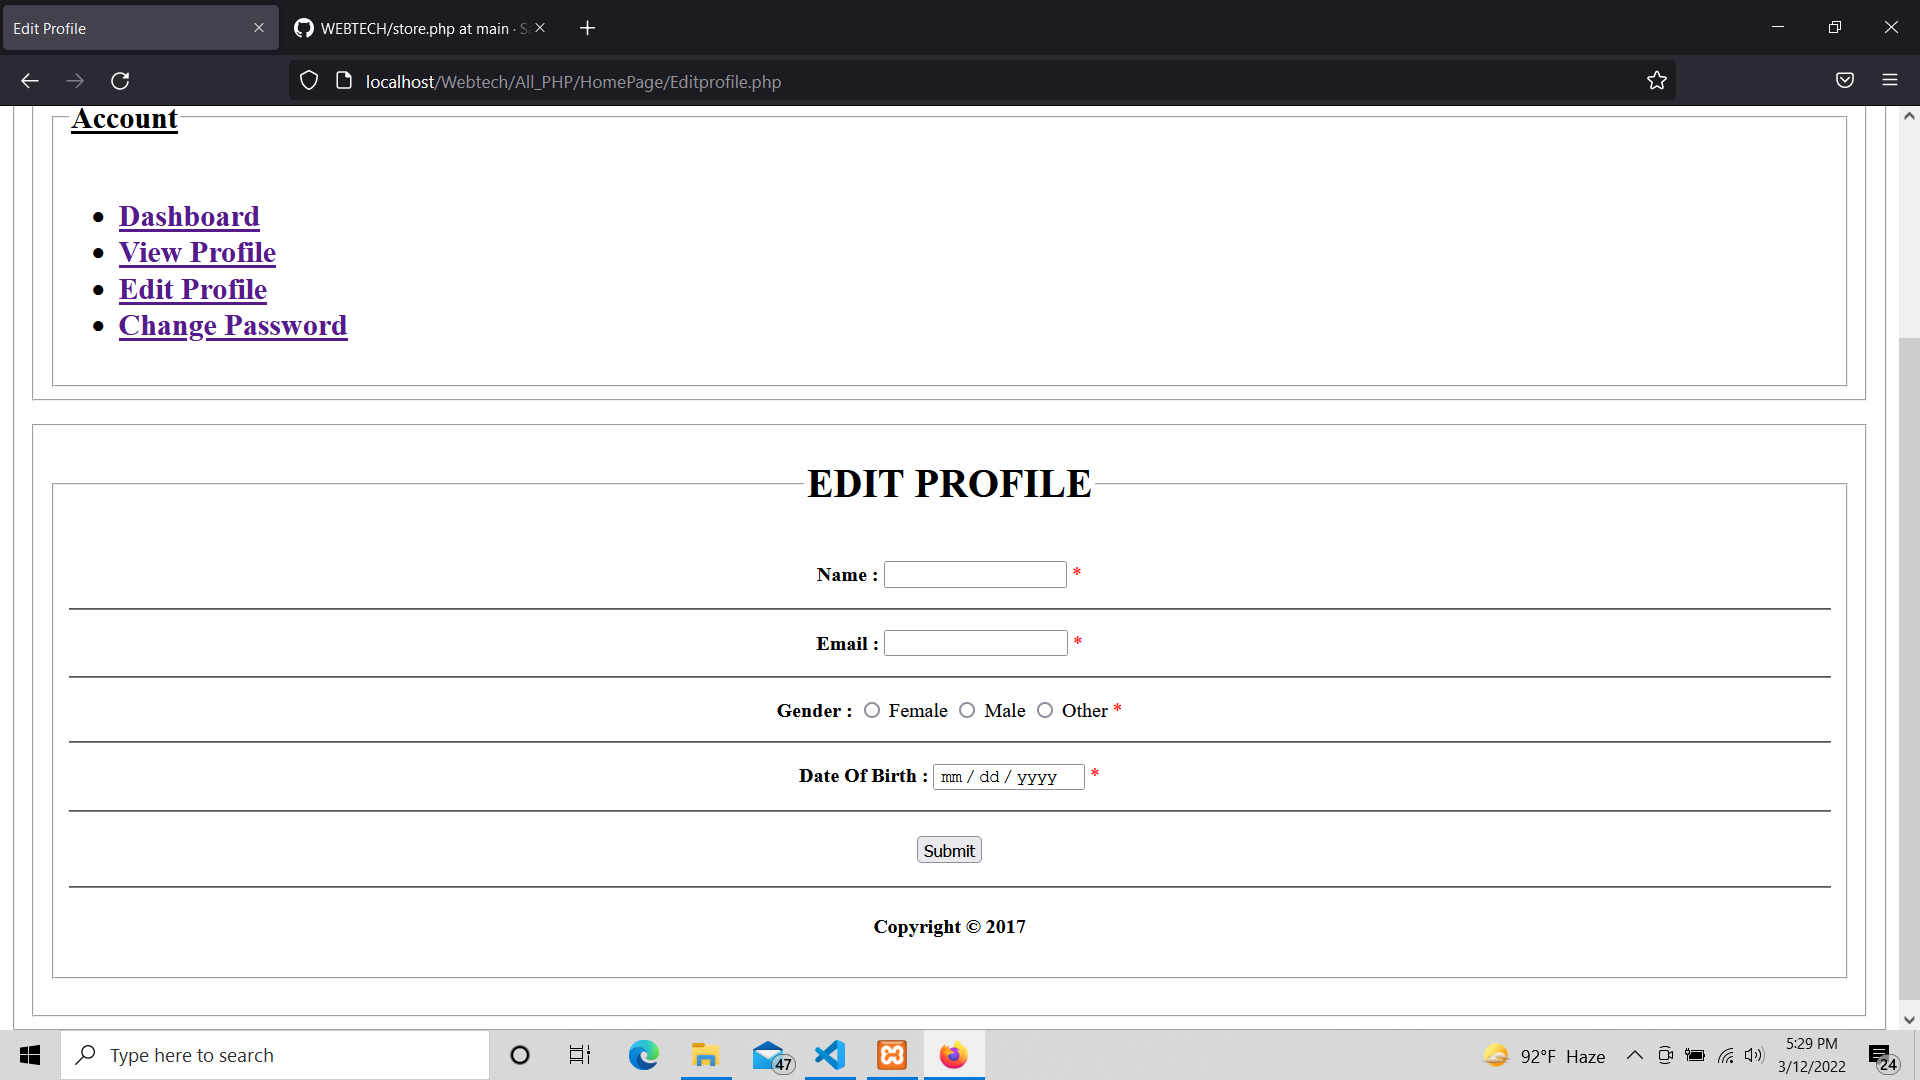 Edit Profile
WEBTECH/store.php at main ·
localhost/Webtech/All_PHP/HomePage/Editprofile.php
Account
Dashboard
View Profile
Edit Profile
Change Password
EDIT PROFILE
Name : *
Email : *
Gender : Female Male Other *
Date Of Birth : mm / dd / yyyy *
Submit
Copyright © 2017
Type here to search
47
92°F Haze
5:29 PM
3/12/2022
24